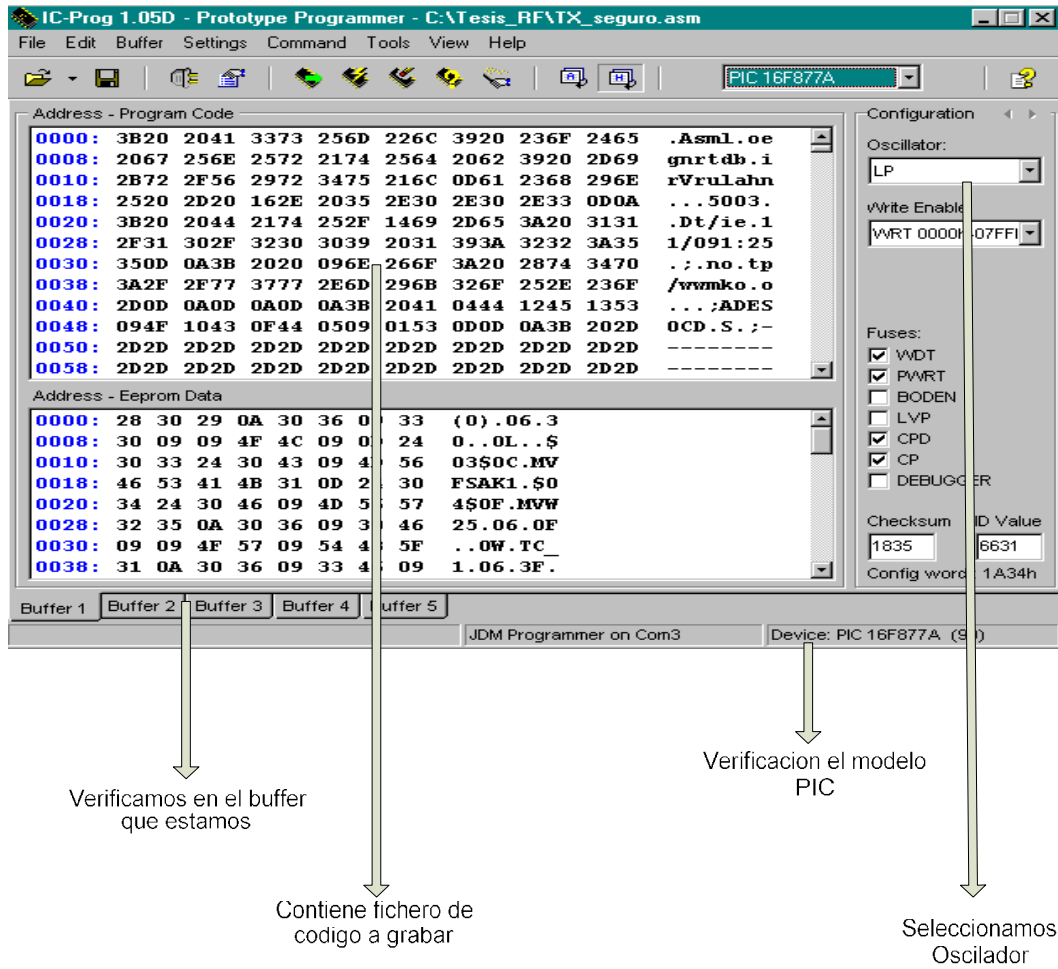 IC-Prog 1.05D - Prototype Programmer - C:\Tesis_RF\TX_seguro.asm
File Edit Buffer Settings Command Tools View Help
PIC 16F877A
Address - Program Code
0000: 3B20 2041 3373 256D 226C 3920 236F 2465 .Asml.oe
0008: 2067 256E 2572 2174 2564 2062 3920 2D69 gnrtdb.i
0010: 2B72 2F56 2972 3475 216C 0D61 2368 296E rVrulahn
0018: 2520 2D20 162E 2035 2E30 2E30 2E33 0D0A ...5003.
0020: 3B20 2044 2174 252F 1469 2D65 3A20 3131 .Dt/ie.1
0028: 2F31 302F 3230 3039 2031 393A 3232 3A35 1/091:25
0030: 350D 0A3B 2020 096E 266F 3A20 2874 3470 .;.no.tp
0038: 3A2F 2F77 3777 2E6D 296B 326F 252E 236F /wwmko.o
0040: 2D0D 0A0D 0A0D 0A3B 2041 0444 1245 1353 ...;ADES
0048: 094F 1043 0F44 0509 0153 0D0D 0A3B 202D OCD.S.;-
0050: 2D2D 2D2D 2D2D 2D2D 2D2D 2D2D 2D2D 2D2D --------
0058: 2D2D 2D2D 2D2D 2D2D 2D2D 2D2D 2D2D 2D2D --------
Address - Eeprom Data
0000: 28 30 29 0A 30 36 33 (0).06.3
0008: 30 09 09 4F 4C 09 24 0..OL..$
0010: 30 33 24 30 43 09 56 03$0C.MV
0018: 46 53 41 4B 31 0D 30 FSAK1.$0
0020: 34 24 30 46 09 4D 57 4$0F.MVW
0028: 32 35 0A 30 36 09 46 25.06.0F
0030: 09 09 4F 57 09 54 5F ..OW.TC_
0038: 31 0A 30 36 09 33 09 1.06.3F.
Configuration
Oscillator:
LP
Write Enable
WRT 0000H-07FFI
Fuses:
WDT
PWRT
BODEN
LVP
CPD
CP
DEBUGGER
Checksum ID Value
1835 6631
Config word: 1A34h
Buffer 1 Buffer 2 Buffer 3 Buffer 4 Buffer 5
JDM Programmer on Com3 Device: PIC 16F877A
Verificacion el modelo
PIC
Verificamos en el buffer
que estamos
Contiene fichero de
codigo a grabar
Seleccionamos
Oscilador